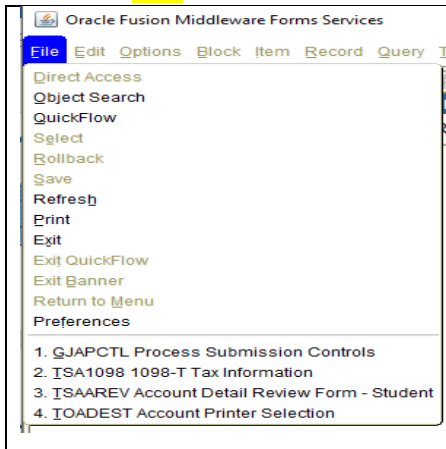 Oracle Fusion Middleware Forms Services
File Edit Options Block Item Record Query
Direct Access
Object Search
QuickFlow
Select
Rollback
Save
Refresh
Print
Exit
Exit QuickFlow
Exit Banner
Return to Menu
Preferences
1. GJAPCTL Process Submission Controls
2. TSA1098 1098-T Tax Information
3. TSAAREV Account Detail Review Form - Student
4. TOADEST Account Printer Selection